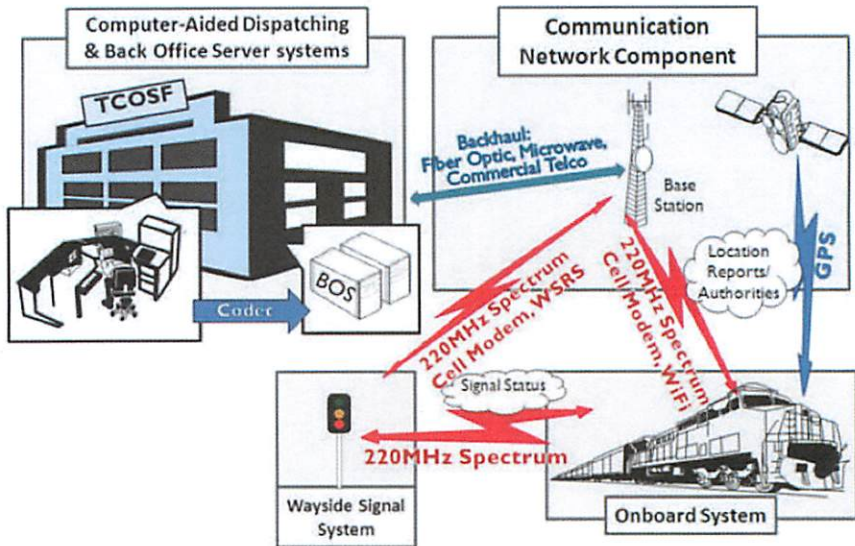 Computer-Aided Dispatching
& Back Office Server systems
TCOSF
Coder
BOS
Communication
Network Component
Backhaul:
Fiber Optic, Microwave,
Commercial Telco
Base
Station
Location
Reports/
Authorities
GPS
220MHz Spectrum
Cell Modem, WSRS
220MHz Spectrum
Cell Modem, WiFi
Signal Status
220MHz Spectrum
Wayside Signal
System
Onboard System